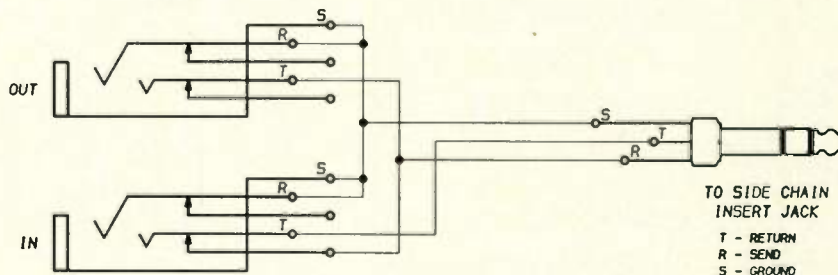 S
R
T
OUT
S
T
R
S
R
T
IN
TO SIDE CHAIN
INSERT JACK
T - RETURN
R - SEND
S - GROUND